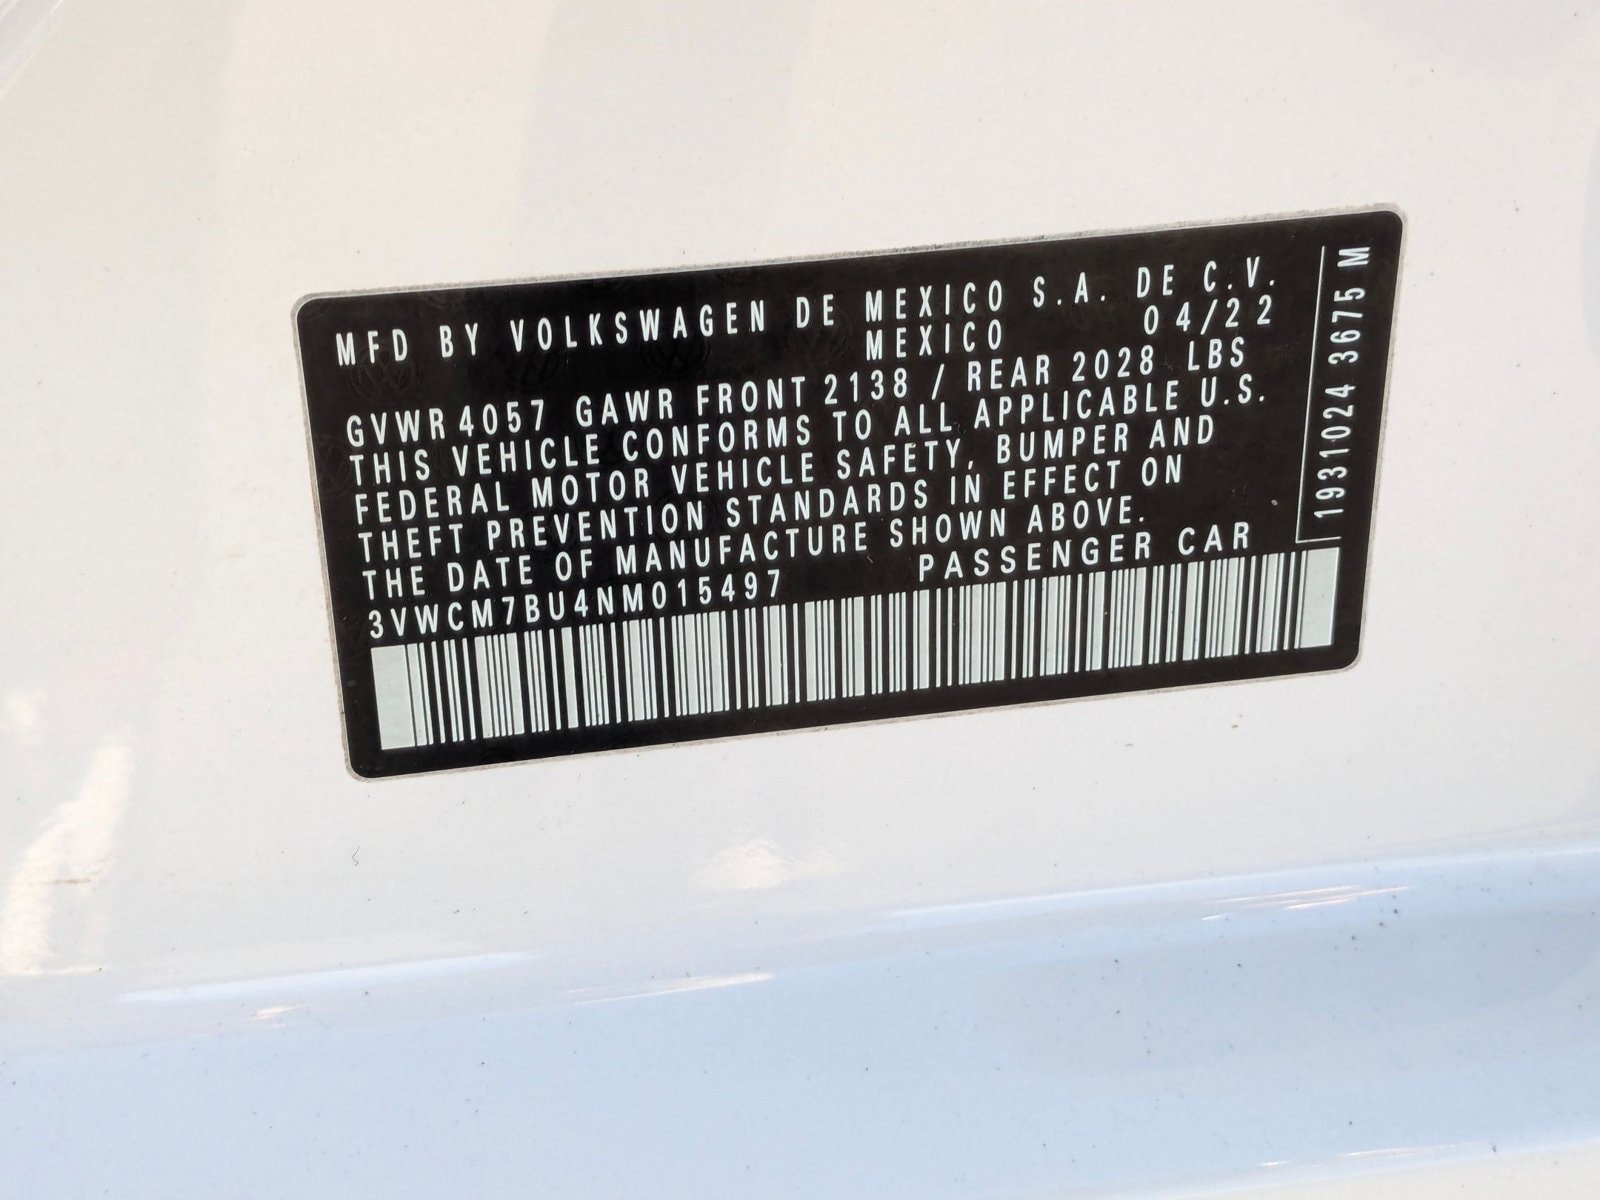 MFD BY VOLKSWAGEN DE MEXICO S.A. DE C.V.
MEXICO 04/22
GVWR 4057 GAWR FRONT 2138 / REAR 2028 LBS
THIS VEHICLE CONFORMS TO ALL APPLICABLE U.S.
FEDERAL MOTOR VEHICLE SAFETY, BUMPER AND
THEFT PREVENTION STANDARDS IN EFFECT ON
THE DATE OF MANUFACTURE SHOWN ABOVE.
3VWCM7BU4NM015497 PASSENGER CAR
1931024 3675 M